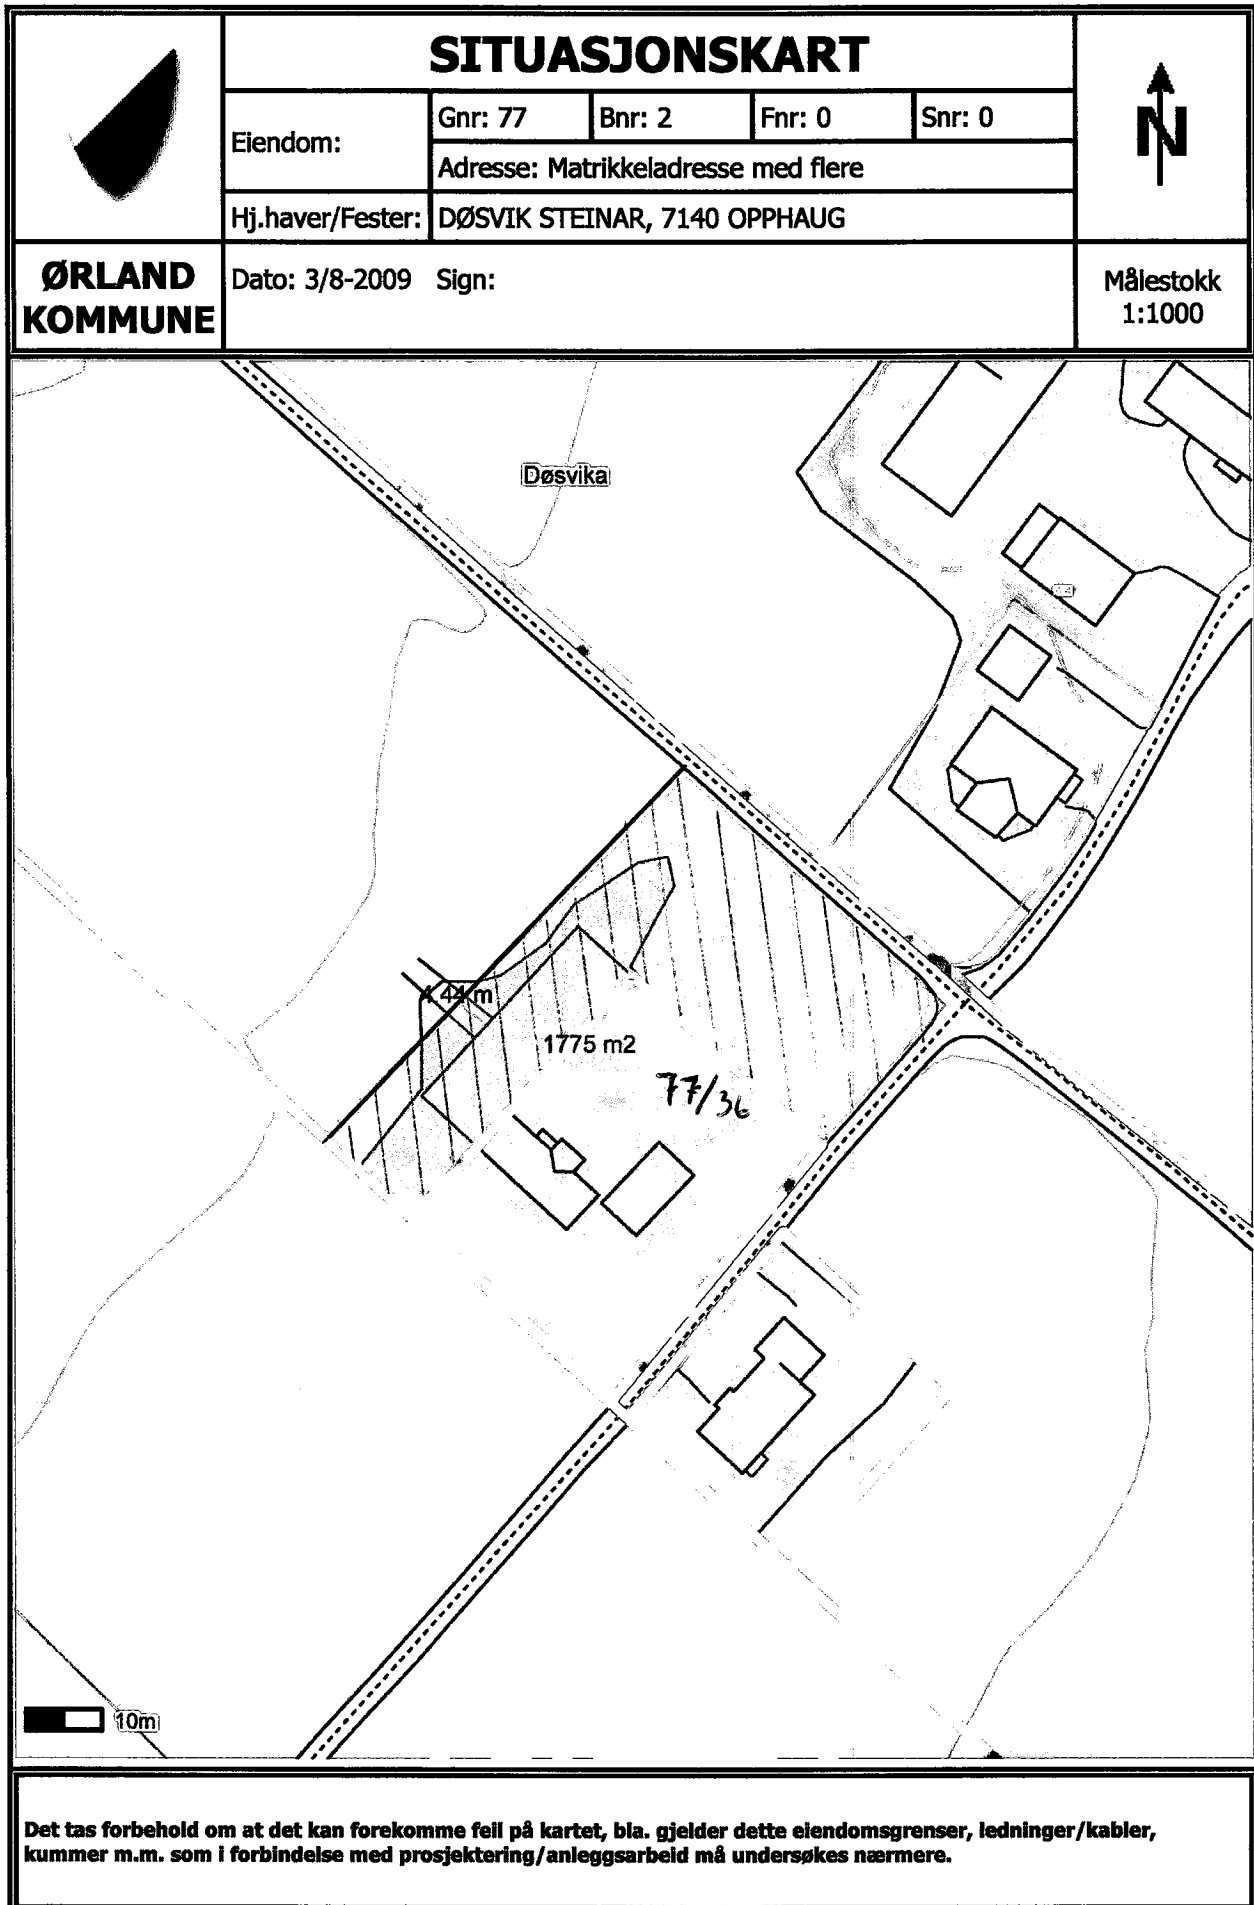 SITUASJONSKART
Eiendom:
Gnr: 77
Bnr: 2
Fnr: 0
Snr: 0
Adresse: Matrikkeladresse med flere
Hj.haver/Fester:
DØSVIK STEINAR, 7140 OPPHAUG
N
ØRLAND
KOMMUNE
Dato: 3/8-2009 Sign:
Målestokk
1:1000
Døsvika
4.44 m
1775 m2
77/36
10m
Det tas forbehold om at det kan forekomme feil på kartet, bla. gjelder dette eiendomsgrenser, ledninger/kabler,
kummer m.m. som i forbindelse med prosjektering/anleggsarbeid må undersøkes nærmere.